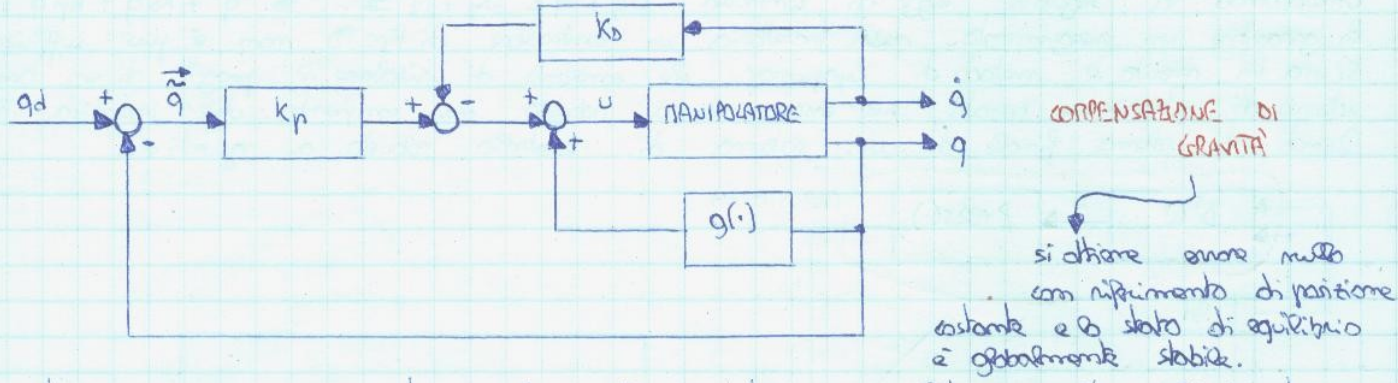 K_D
qd + - q̃ Kp + - + + u MANIPOLATORE q̇
q
g(·)
COMPENSAZIONE DI
GRAVITÀ
si ottiene errore nullo
con riferimento di posizione
costante e lo stato di equilibrio
è globalmente stabile.